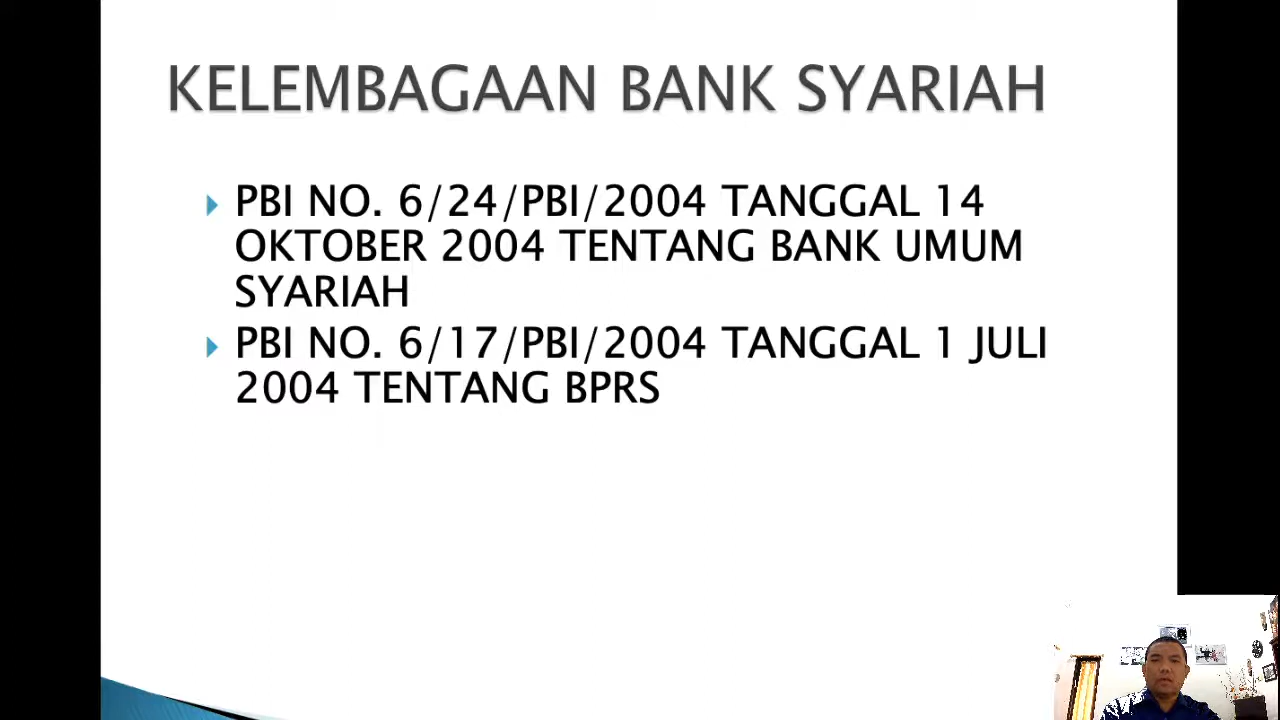 KELEMBAGAAN BANK SYARIAH
PBI NO. 6/24/PBI/2004 TANGGAL 14
OKTOBER 2004 TENTANG BANK UMUM
SYARIAH
PBI NO. 6/17/PBI/2004 TANGGAL 1 JULI
2004 TENTANG BPRS